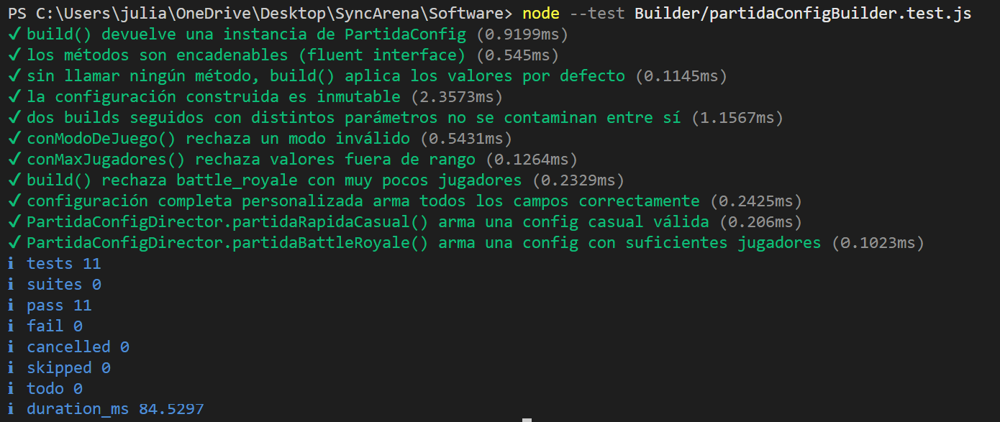 PS C:\Users\julia\OneDrive\Desktop\SyncArena\Software> node --test Builder/partidaConfigBuilder.test.js
✓ build() devuelve una instancia de PartidaConfig (0.9199ms)
✓ los métodos son encadenables (fluent interface) (0.545ms)
✓ sin llamar ningún método, build() aplica los valores por defecto (0.1145ms)
✓ la configuración construida es inmutable (2.3573ms)
✓ dos builds seguidos con distintos parámetros no se contaminan entre sí (1.1567ms)
✓ conModoDeJuego() rechaza un modo inválido (0.5431ms)
✓ conMaxJugadores() rechaza valores fuera de rango (0.1264ms)
✓ build() rechaza battle_royale con muy pocos jugadores (0.2329ms)
✓ configuración completa personalizada arma todos los campos correctamente (0.2425ms)
✓ PartidaConfigDirector.partidaRapidaCasual() arma una config casual válida (0.206ms)
✓ PartidaConfigDirector.partidaBattleRoyale() arma una config con suficientes jugadores (0.1023ms)
ℹ tests 11
ℹ suites 0
ℹ pass 11
ℹ fail 0
ℹ cancelled 0
ℹ skipped 0
ℹ todo 0
ℹ duration_ms 84.5297